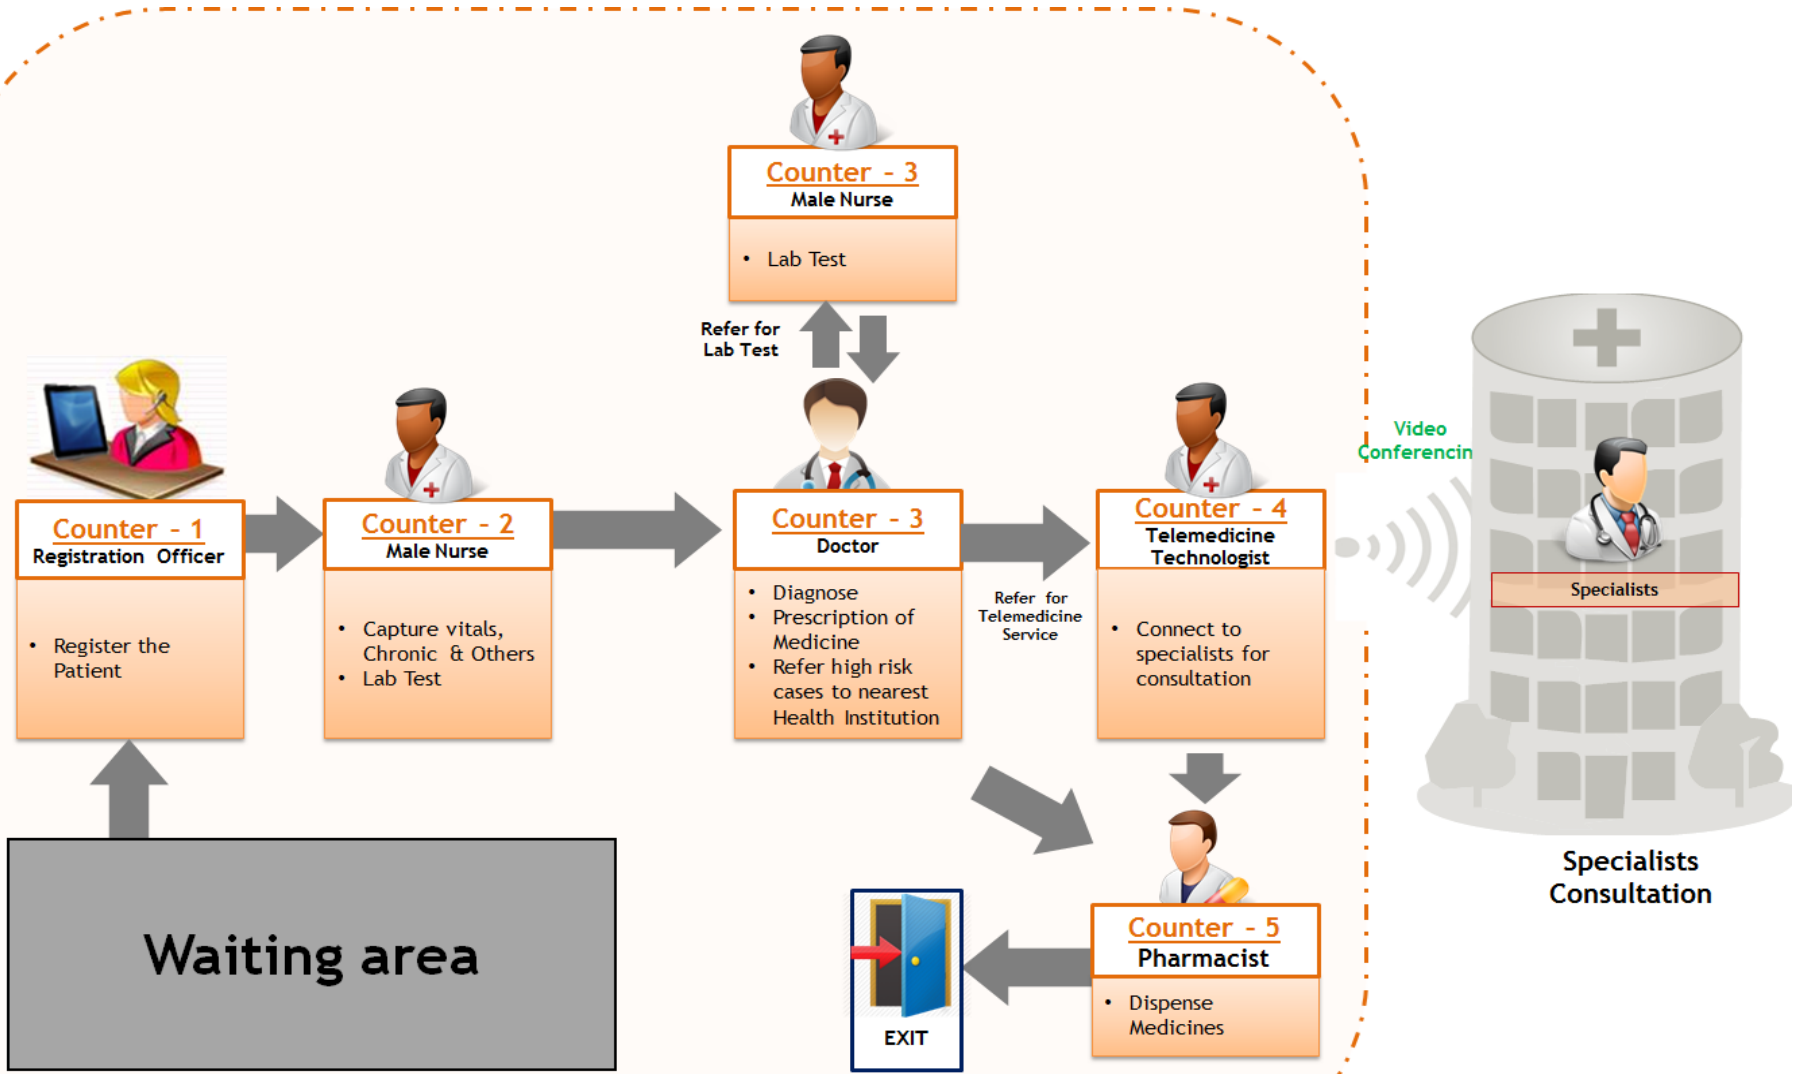 Counter – 3
Male Nurse
• Lab Test
Refer for
Lab Test
Counter – 1
Registration Officer
• Register the
Patient
Counter – 2
Male Nurse
• Capture vitals,
Chronic & Others
• Lab Test
Counter – 3
Doctor
• Diagnose
• Prescription of
Medicine
• Refer high risk
cases to nearest
Health Institution
Refer for
Telemedicine
Service
Counter – 4
Telemedicine
Technologist
• Connect to
specialists for
consultation
Video
Conferencin
Specialists
Specialists
Consultation
Waiting area
EXIT
Counter – 5
Pharmacist
• Dispense
Medicines